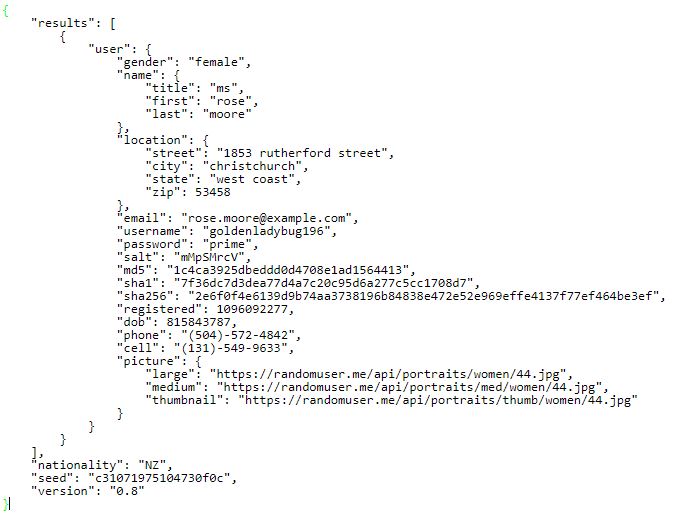 {
    "results": [
        {
            "user": {
                "gender": "female",
                "name": {
                    "title": "ms",
                    "first": "rose",
                    "last": "moore"
                },
                "location": {
                    "street": "1853 rutherford street",
                    "city": "christchurch",
                    "state": "west coast",
                    "zip": 53458
                },
                "email": "rose.moore@example.com",
                "username": "goldenladybug196",
                "password": "prime",
                "salt": "mMpSMrcV",
                "md5": "1c4ca3925dbeddd0d4708e1ad1564413",
                "sha1": "7f36dc7d3dea77d4a7c20c95d6a277c5cc1708d7",
                "sha256": "2e6f0f4e6139d9b74aa3738196b84838e472e52e969effe4137f77ef464be3ef",
                "registered": 1096092277,
                "dob": 815843787,
                "phone": "(504)-572-4842",
                "cell": "(131)-549-9633",
                "picture": {
                    "large": "https://randomuser.me/api/portraits/women/44.jpg",
                    "medium": "https://randomuser.me/api/portraits/med/women/44.jpg",
                    "thumbnail": "https://randomuser.me/api/portraits/thumb/women/44.jpg"
                }
            }
        }
    ],
    "nationality": "NZ",
    "seed": "c31071975104730f0c",
    "version": "0.8"
}